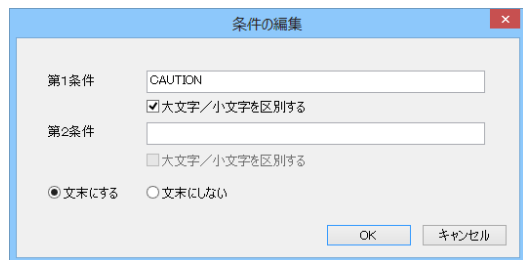 条件の編集
第1条件
CAUTION
大文字／小文字を区別する
第2条件
大文字／小文字を区別する
文末にする
文末にしない
OK
キャンセル